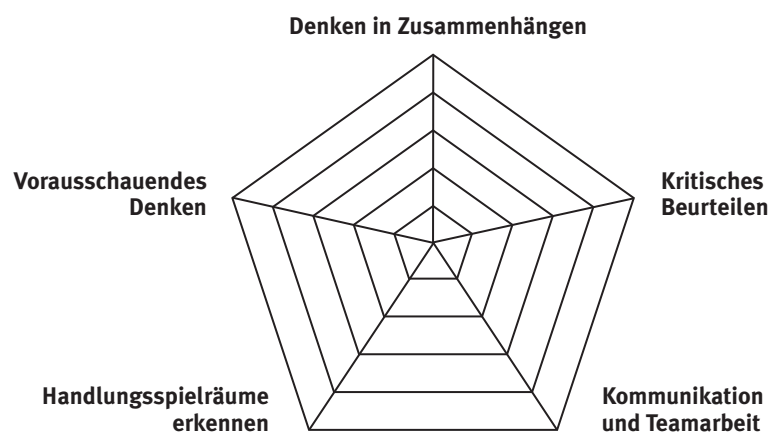 Denken in Zusammenhängen
Vorausschauendes
Denken
Kritisches
Beurteilen
Handlungsspielräume
erkennen
Kommunikation
und Teamarbeit